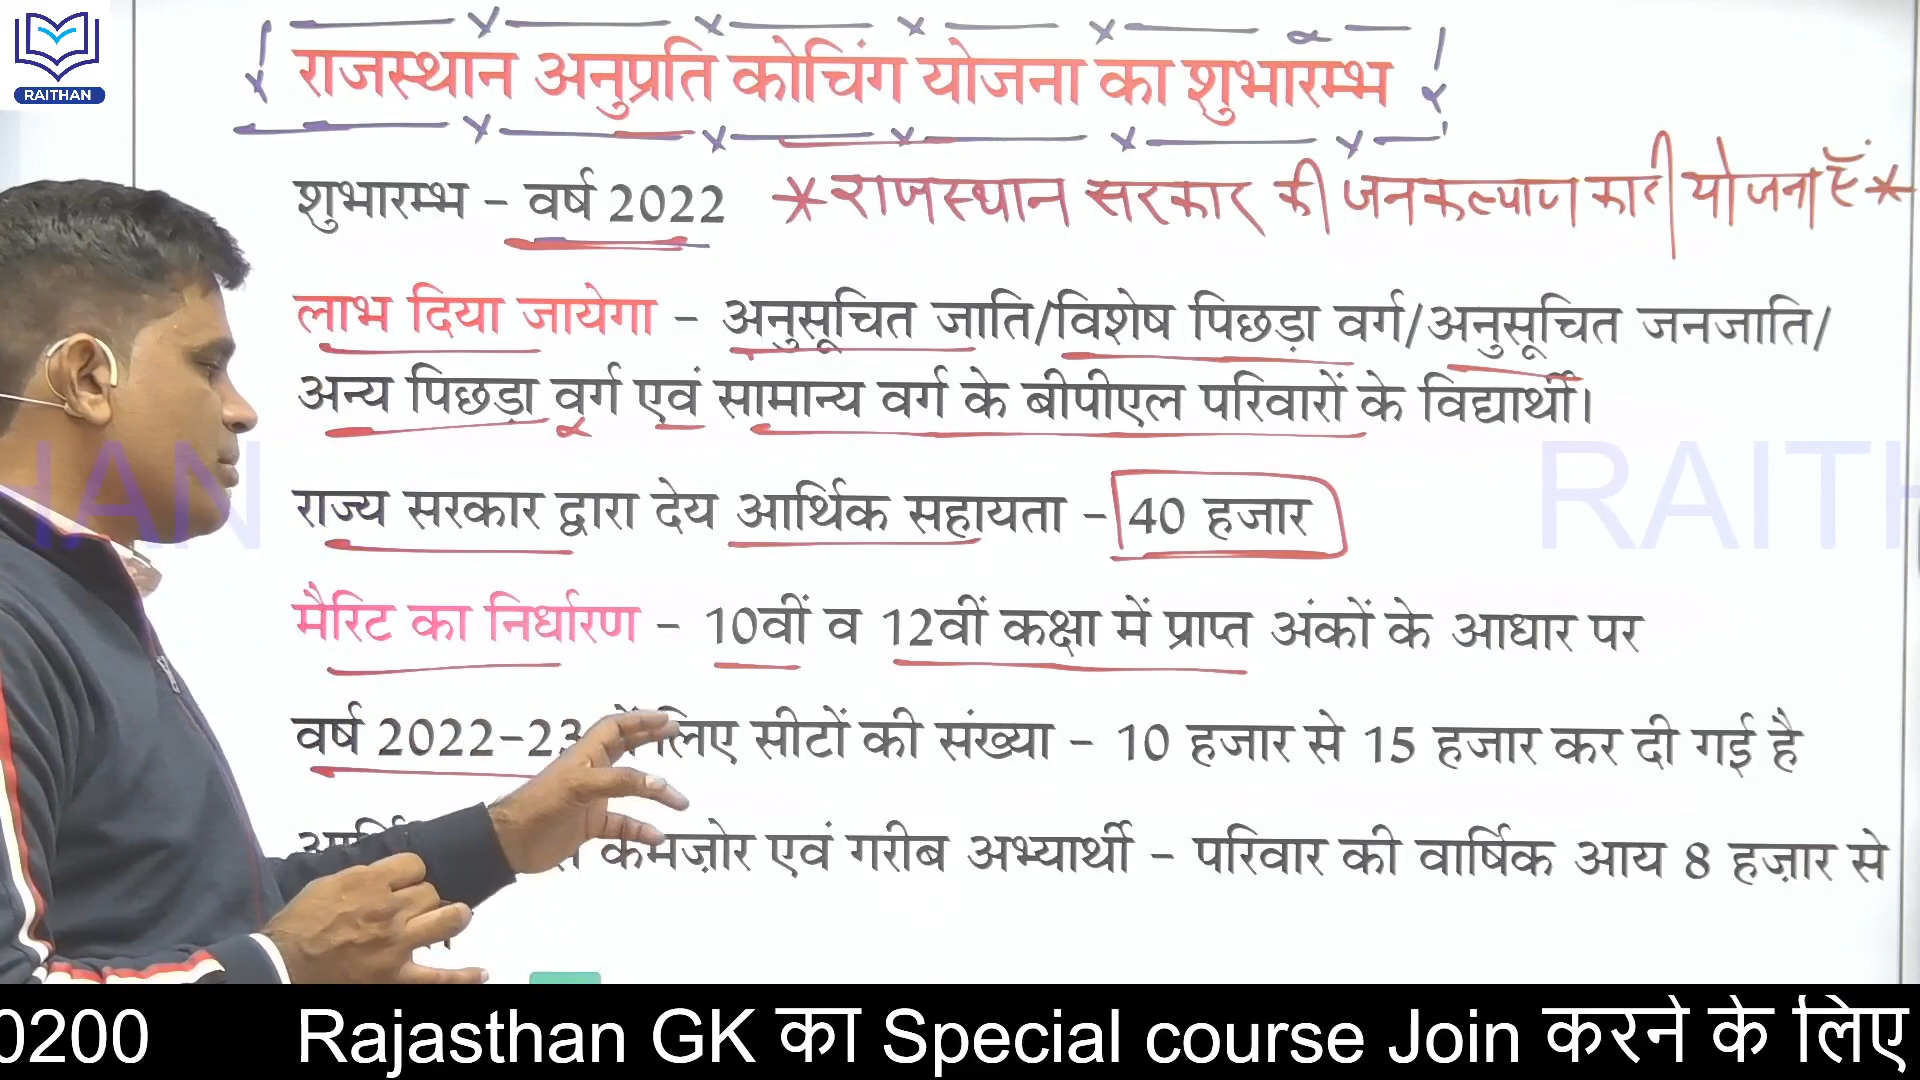 RAITHAN
राजस्थान अनुप्रति कोचिंग योजना का शुभारम्भ
शुभारम्भ - वर्ष 2022 *राजस्थान सरकार की जनकल्याणकारी योजनाएँ*
लाभ दिया जायेगा - अनुसूचित जाति/विशेष पिछड़ा वर्ग/अनुसूचित जनजाति/
अन्य पिछड़ा वर्ग एवं सामान्य वर्ग के बीपीएल परिवारों के विद्यार्थी।
HAN RAITH
राज्य सरकार द्वारा देय आर्थिक सहायता - 40 हजार
मैरिट का निर्धारण - 10वीं व 12वीं कक्षा में प्राप्त अंकों के आधार पर
वर्ष 2022-23 लिए सीटों की संख्या - 10 हजार से 15 हजार कर दी गई है
कमज़ोर एवं गरीब अभ्यार्थी - परिवार की वार्षिक आय 8 हज़ार से
0200 Rajasthan GK का Special course Join करने के लिए